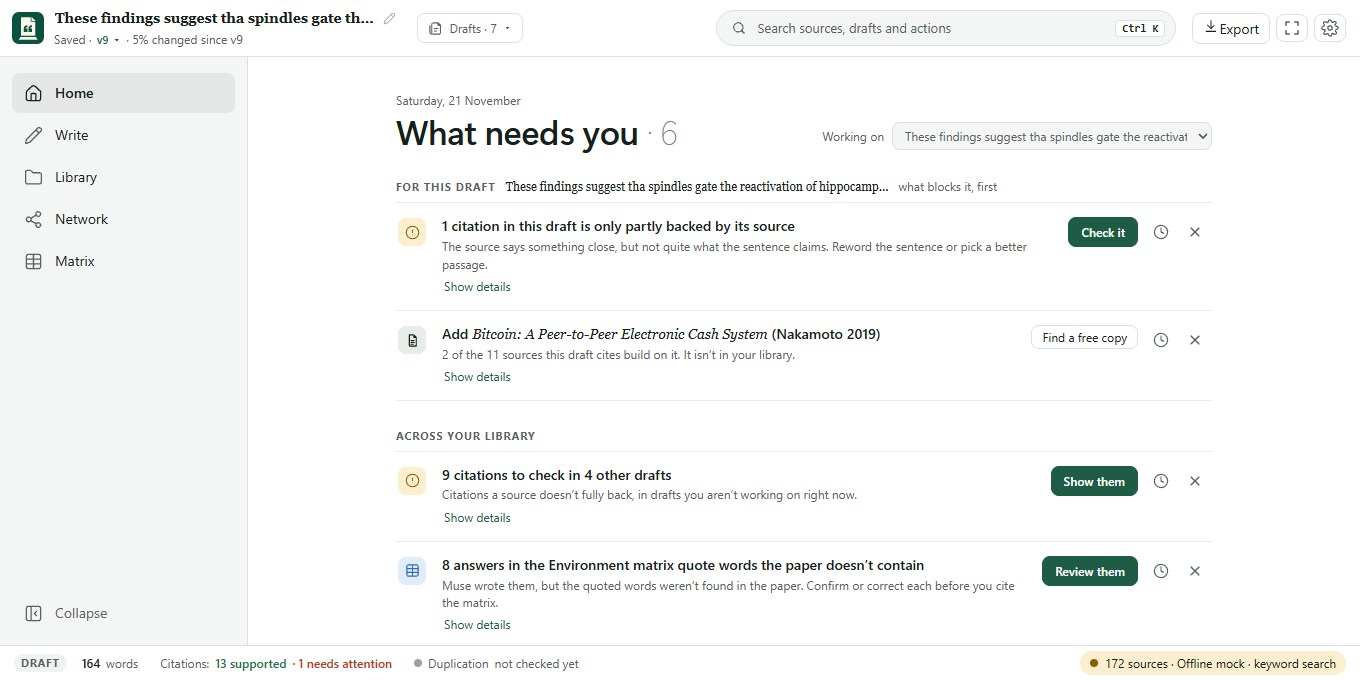 These findings suggest tha spindles gate th...
Saved · v9 · 5% changed since v9
Drafts · 7
Search sources, drafts and actions
Ctrl K
Export
Home
Write
Library
Network
Matrix
Collapse
Saturday, 21 November
What needs you · 6
Working on
These findings suggest tha spindles gate the reactivat
FOR THIS DRAFT These findings suggest tha spindles gate the reactivation of hippocamp... what blocks it, first
1 citation in this draft is only partly backed by its source
The source says something close, but not quite what the sentence claims. Reword the sentence or pick a better
passage.
Show details
Check it
Add Bitcoin: A Peer-to-Peer Electronic Cash System (Nakamoto 2019)
2 of the 11 sources this draft cites build on it. It isn’t in your library.
Show details
Find a free copy
ACROSS YOUR LIBRARY
9 citations to check in 4 other drafts
Citations a source doesn’t fully back, in drafts you aren’t working on right now.
Show details
Show them
8 answers in the Environment matrix quote words the paper doesn’t contain
Muse wrote them, but the quoted words weren’t found in the paper. Confirm or correct each before you cite
the matrix.
Show details
Review them
DRAFT 164 words Citations: 13 supported · 1 needs attention Duplication not checked yet
172 sources · Offline mock · keyword search